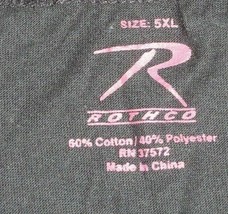 SIZE: 5XL
R
ROTHCO
60% Cotton/40% Polyester
RN 37572
Made in China